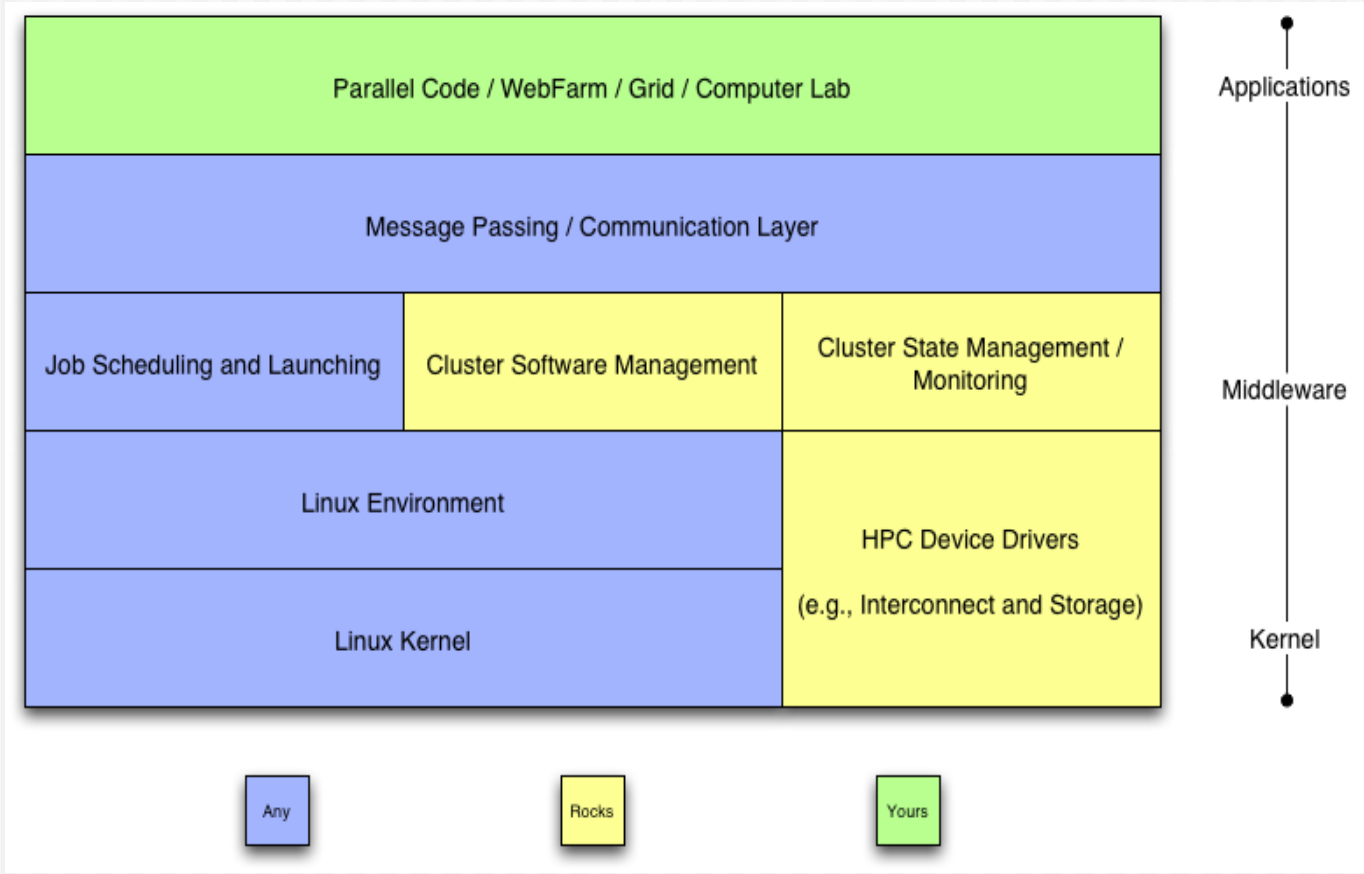 Parallel Code / WebFarm / Grid / Computer Lab
Applications
Message Passing / Communication Layer
Job Scheduling and Launching
Cluster Software Management
Cluster State Management /
Monitoring
Middleware
Linux Environment
HPC Device Drivers
(e.g., Interconnect and Storage)
Linux Kernel
Kernel
Any
Rocks
Yours